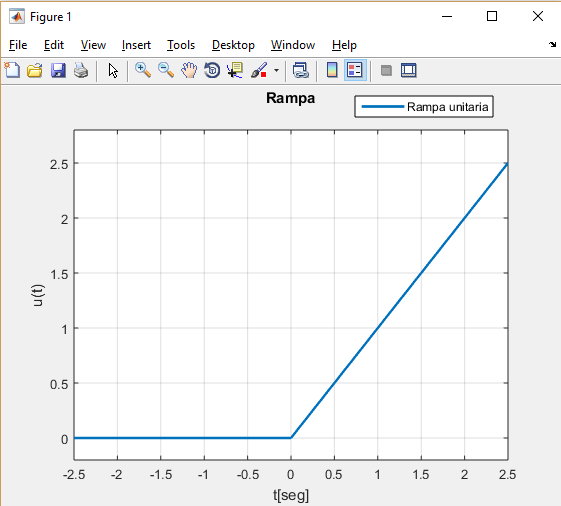 Figure 1
File Edit View Insert Tools Desktop Window Help
Rampa
Rampa unitaria
2.5
2
1.5
1
0.5
0
u(t)
-2.5 -2 -1.5 -1 -0.5 0 0.5 1 1.5 2 2.5
t[seg]